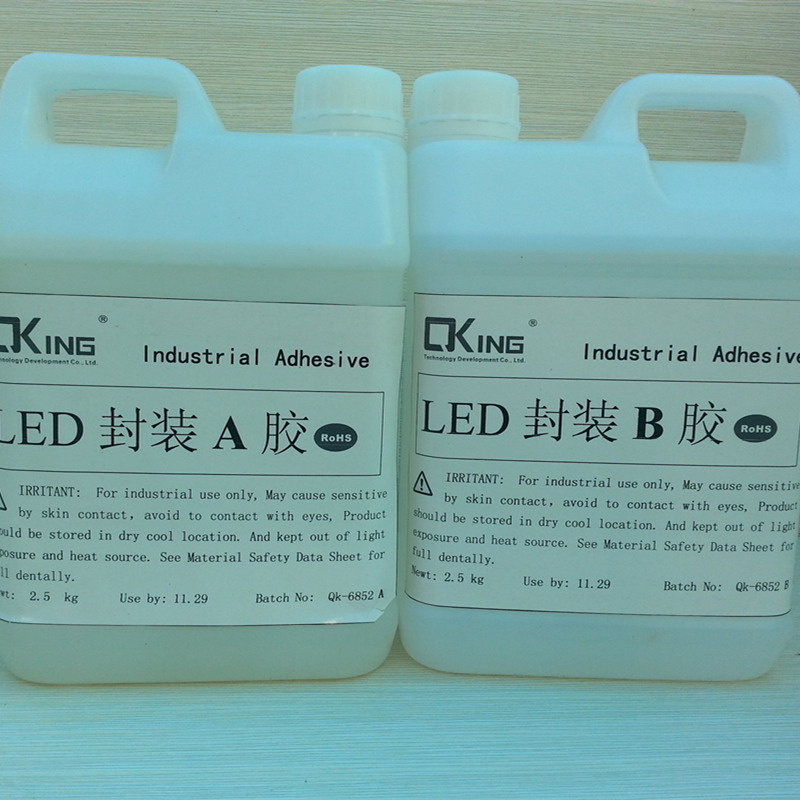 QKING ®
Technology Development Co., Ltd.
Industrial Adhesive
LED 封装 A 胶 RoHS
IRRITANT: For industrial use only, May cause sensitive
by skin contact, avoid to contact with eyes, Product
ould be stored in dry cool location. And kept out of light
posure and heat source. See Material Safety Data Sheet for
ll dentally.
wt: 2.5 kg Use by: 11.29 Batch No: Qk-6852 A
QKING ®
Technology Development Co., Ltd.
Industrial Adhesive
LED 封装 B 胶 RoHS
IRRITANT: For industrial use only, May cause sensitive
by skin contact, avoid to contact with eyes, Product
should be stored in dry cool location. And kept out of light
exposure and heat source. See Material Safety Data Sheet for
full dentally.
Newt: 2.5 kg Use by: 11.29 Batch No: Qk-6852 B